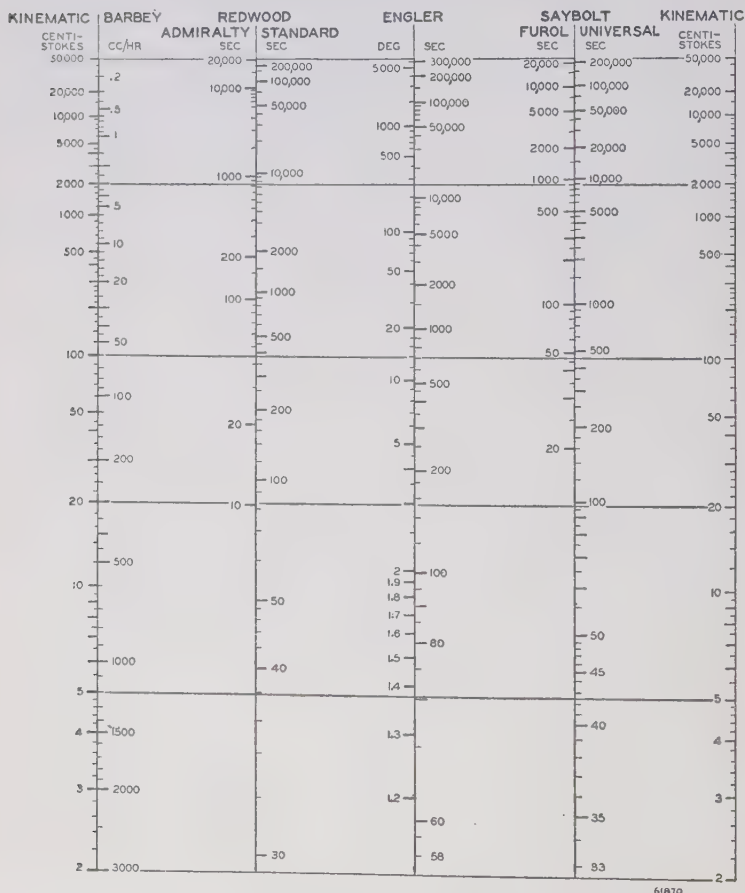 KINEMATIC BARBEY REDWOOD ENGLER SAYBOLT KINEMATIC
ADMIRALTY STANDARD FUROL UNIVERSAL
CENTI-STOKES CC/HR SEC SEC DEG SEC SEC SEC CENTI-STOKES
50,000 20,000 200,000 5000 300,000 20,000 200,000 50,000
.2 100,000 200,000
20,000 10,000 10,000 100,000 20,000
.5 50,000 100,000 5000 50,000
10,000 10,000
1 1000 50,000
5000 2000 20,000 5000
500
1000 10,000 1000 10,000
2000 2000
5 10,000 500 5000
1000 1000
10 100 5000
500 200 2000 500
20 50 2000
100 1000 100 1000
50 500 20 1000
100 50 500 100
100 10 500
50 20 200 50
5 200
200 200 20
100
20 10 100 20
500 2 100
10 1.9 10
50 1.8
1.7
1.6 80 50
1000 40 1.5 45
5 1.4 5
4 1500 1.3 40 4
3 2000 1.2 3
60 35
30 58 33
2 3000 2
61870